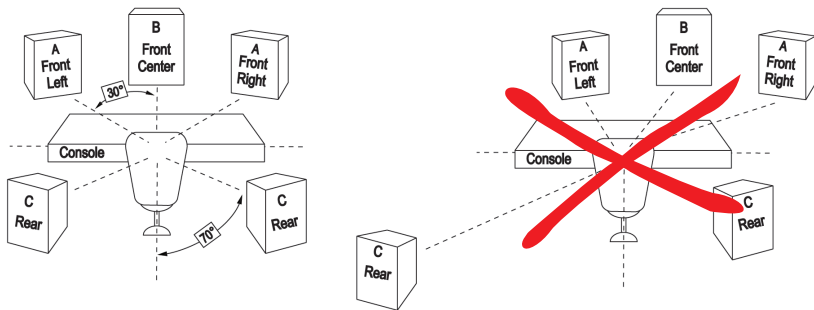 A
Front
Left
B
Front
Center
A
Front
Right
30°
Console
C
Rear
C
Rear
70°
A
Front
Left
B
Front
Center
A
Front
Right
Console
C
Rear
C
Rear